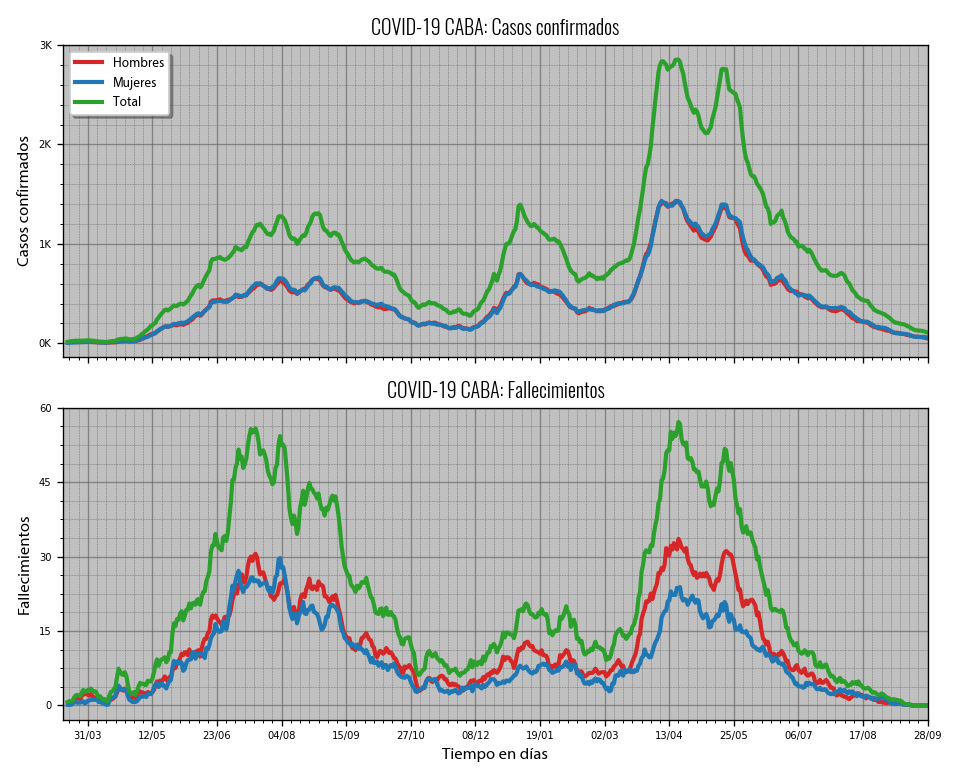 COVID-19 CABA: Casos confirmados
3K
2K
1K
0K
Casos confirmados
Hombres
Mujeres
Total
COVID-19 CABA: Fallecimientos
60
45
30
15
0
Fallecimientos
31/03 12/05 23/06 04/08 15/09 27/10 08/12 19/01 02/03 13/04 25/05 06/07 17/08 28/09
Tiempo en días